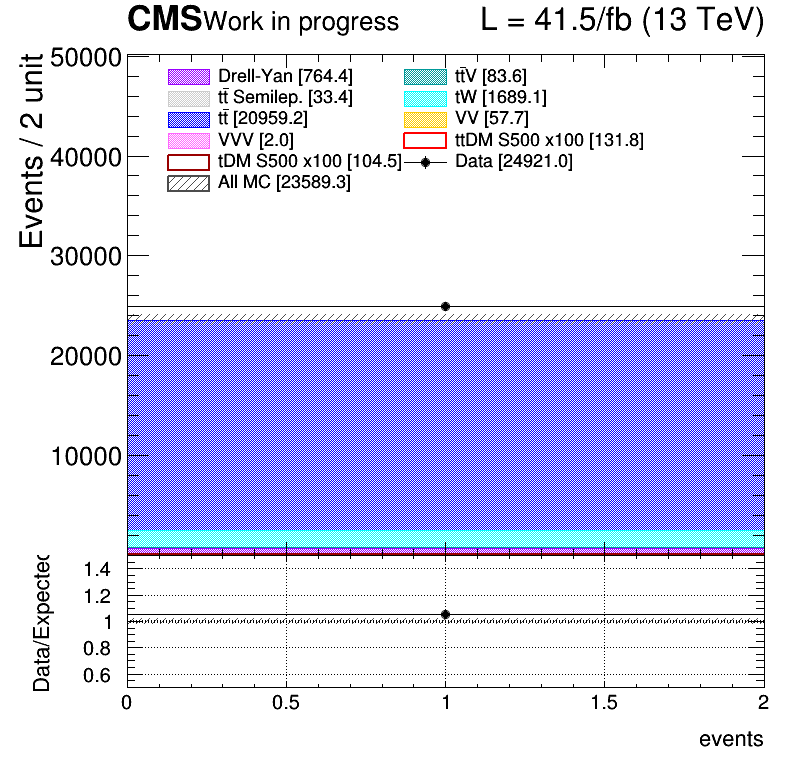 CMS Work in progress L = 41.5/fb (13 TeV)
Events / 2 unit
50000
40000
30000
20000
10000
Drell-Yan [764.4]
tt̄ Semilep. [33.4]
tt̄ [20959.2]
VVV [2.0]
tDM S500 x100 [104.5]
All MC [23589.3]
tt̄V [83.6]
tW [1689.1]
VV [57.7]
ttDM S500 x100 [131.8]
Data [24921.0]
Data/Expected
1.4
1.2
1
0.8
0.6
0 0.5 1 1.5 2
events